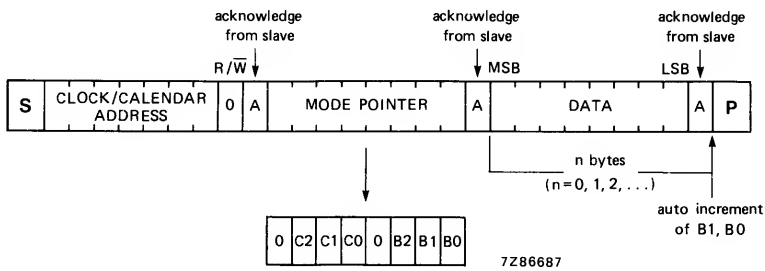 acknowledge
from slave
acknowledge
from slave
acknowledge
from slave
R/W̅
MSB
LSB
S
CLOCK/CALENDAR
ADDRESS
0
A
MODE POINTER
A
DATA
A
P
n bytes
(n=0, 1, 2, ...)
auto increment
of B1, B0
0 C2 C1 C0 0 B2 B1 B0
7Z86687